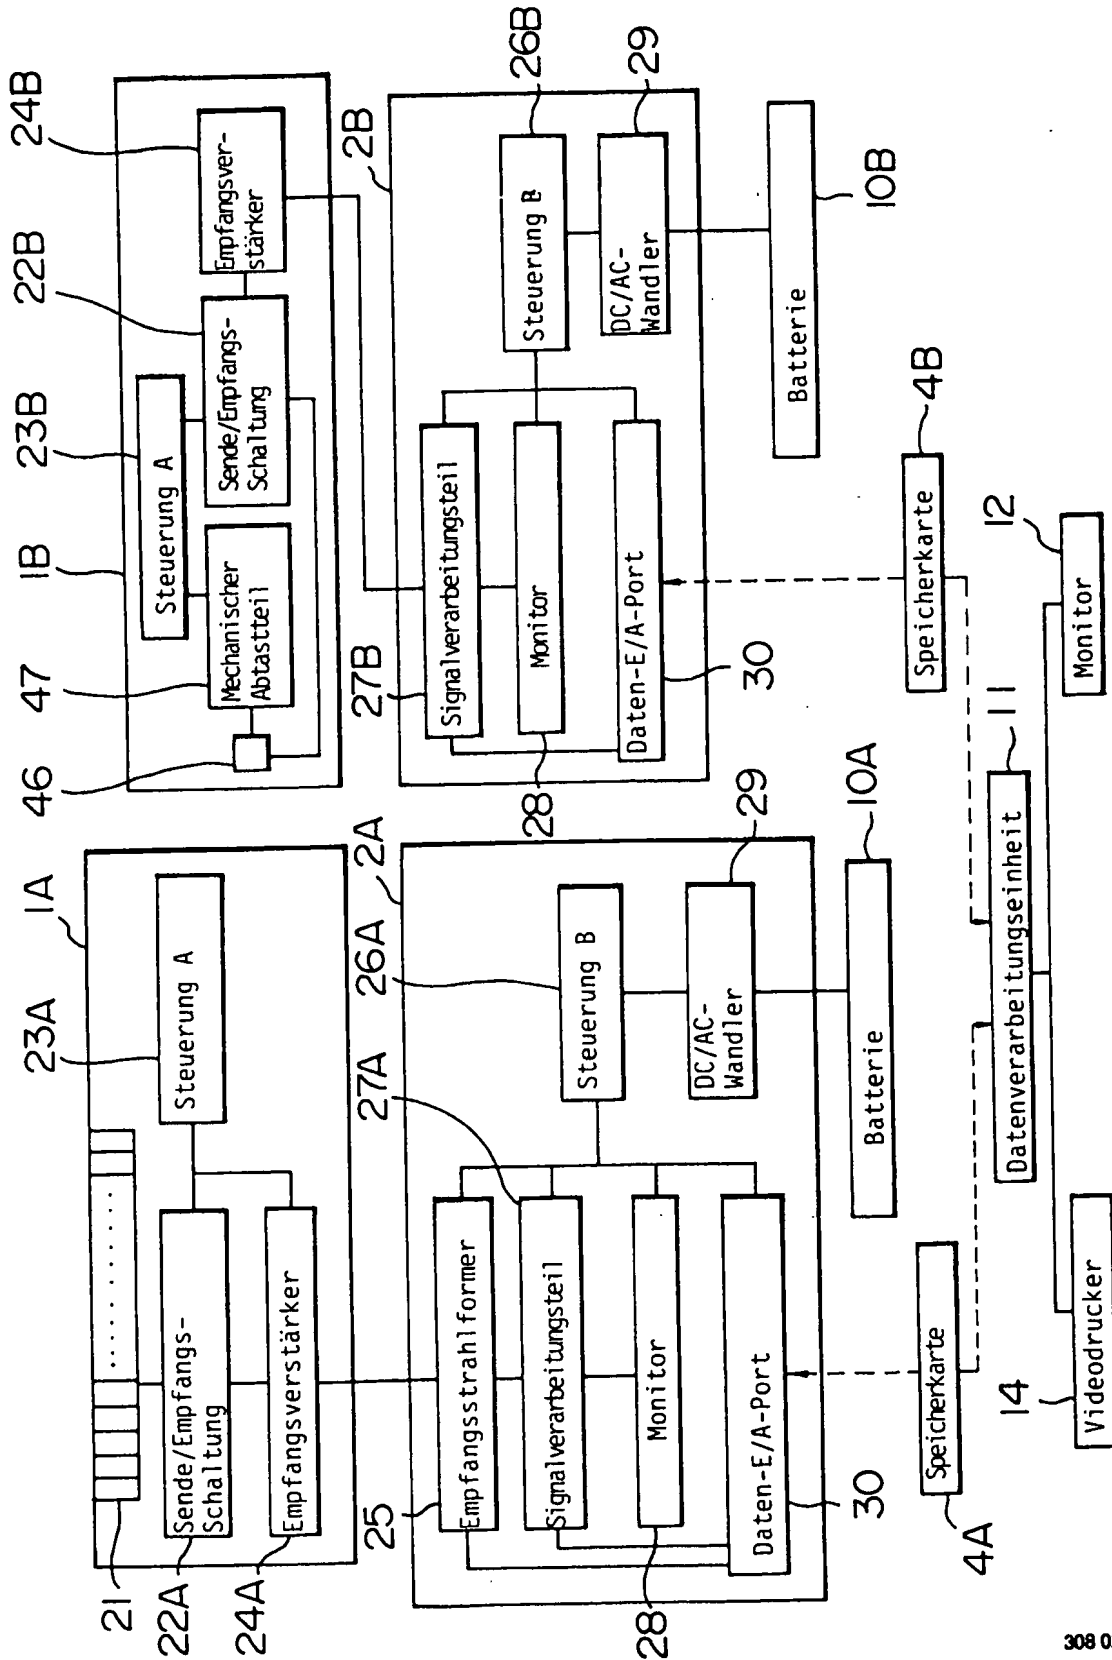 1A
23A
Steuerung A
21
22A
Sende/Empfangs-
Schaltung
24A
Empfangsverstärker
2A
26A
27A
25
Empfangsstrahlformer
Signalverarbeitungsteil
28
Monitor
Daten-E/A-Port
30
Steuerung B
DC/AC-
Wandler
29
10A
Batterie
4A
Speicherkarte
1B
23B
22B
24B
47
46
Steuerung A
Mechanischer
Abtastteil
Sende/Empfangs-
Schaltung
Empfangsver-
stärker
2B
26B
29
27B
Signalverarbeitungsteil
28
Monitor
Daten-E/A-Port
30
Steuerung B
DC/AC-
Wandler
10B
Batterie
4B
Speicherkarte
11
Datenverarbeitungseinheit
12
Monitor
14
Videodrucker